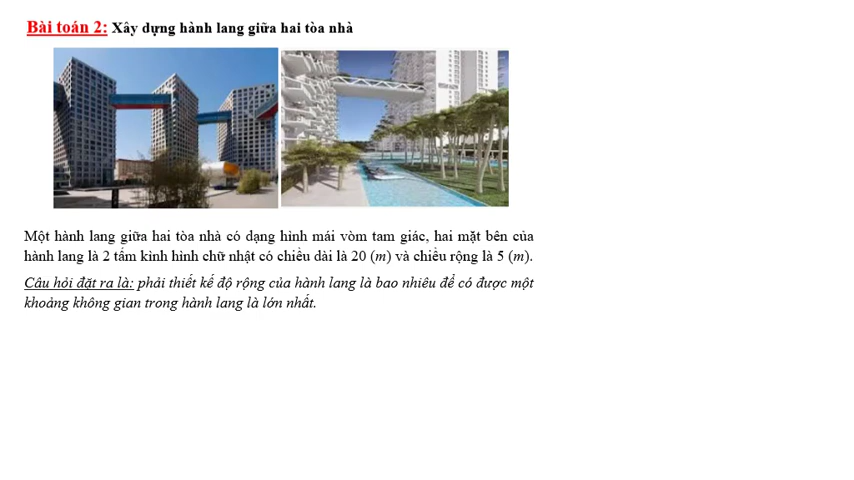 Bài toán 2: Xây dựng hành lang giữa hai tòa nhà
Một hành lang giữa hai tòa nhà có dạng hình mái vòm tam giác, hai mặt bên của
hành lang là 2 tấm kình hình chữ nhật có chiều dài là 20 (m) và chiều rộng là 5 (m).
Câu hỏi đặt ra là: phải thiết kế độ rộng của hành lang là bao nhiêu để có được một
khoảng không gian trong hành lang là lớn nhất.